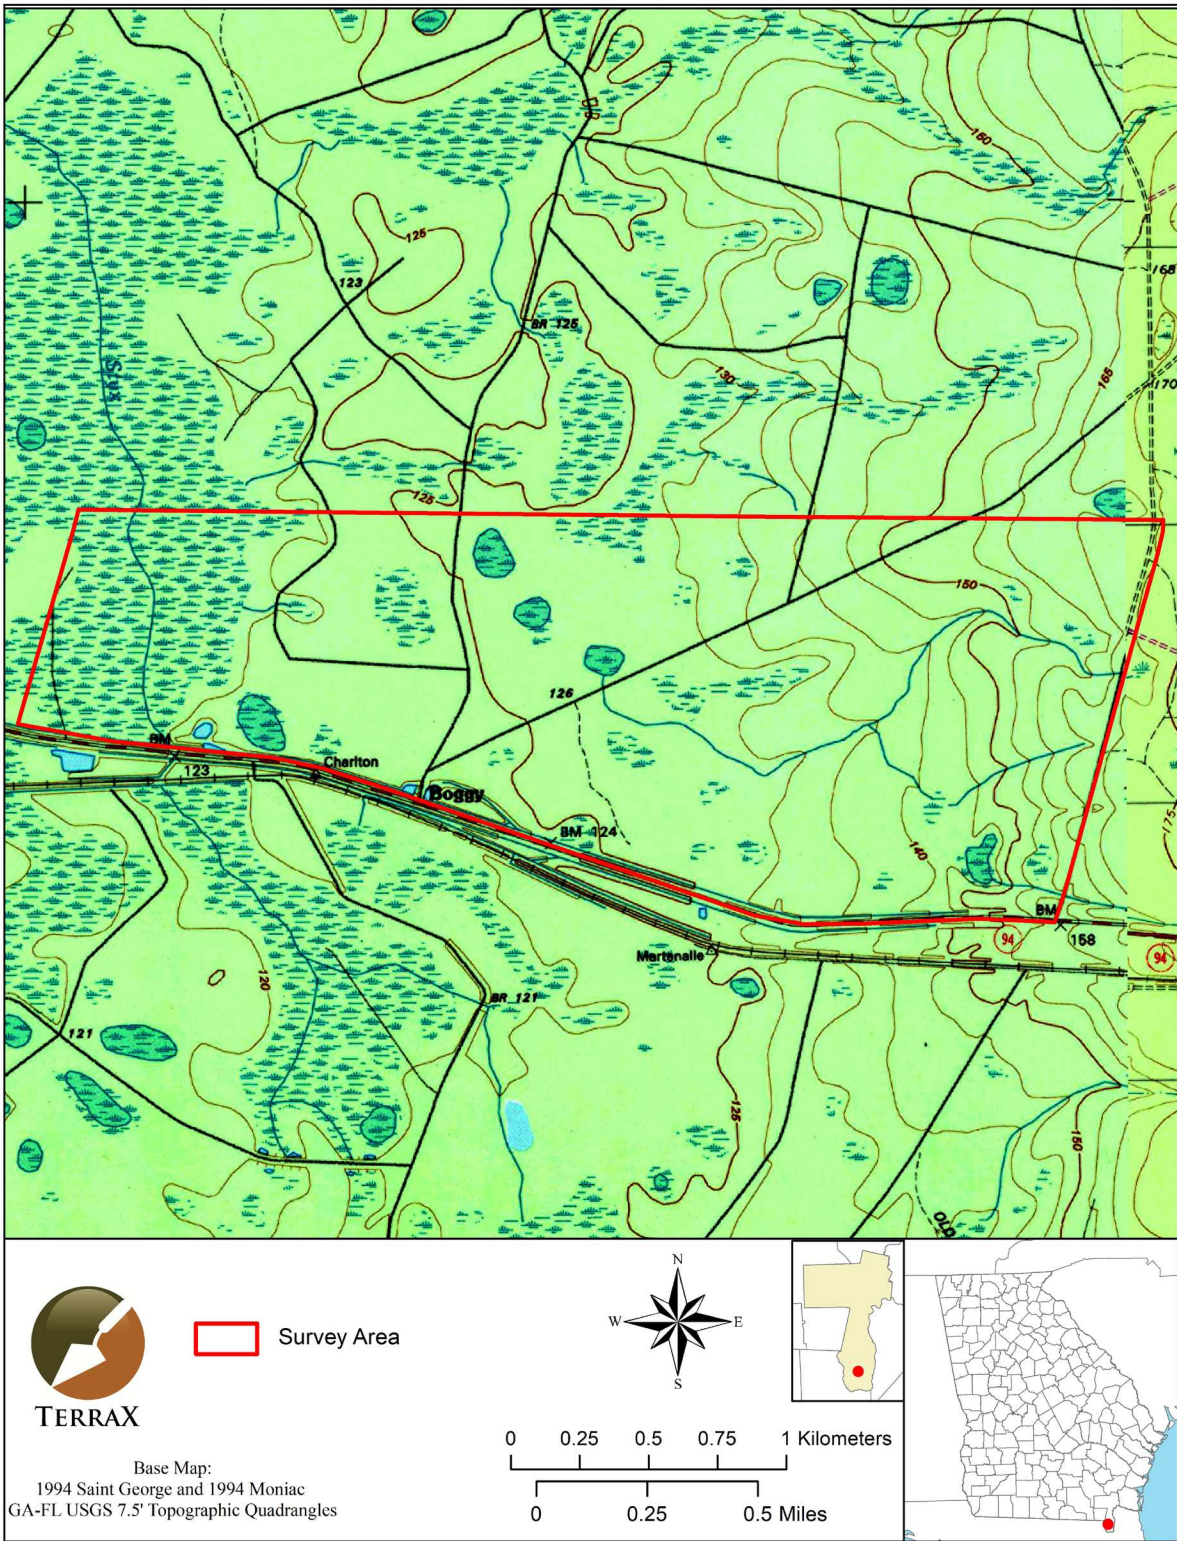 160
125
123
168
BR 125
Styx
130
165
170
125
150
126
BM
123
Charlton
Boggy
BM 124
140
BM
94
158
94
Martenalle
175
120
BR 121
121
125
150
OLD
TERRAX
Survey Area
N
W E
S
0 0.25 0.5 0.75 1 Kilometers
0 0.25 0.5 Miles
Base Map:
1994 Saint George and 1994 Moniac
GA-FL USGS 7.5' Topographic Quadrangles